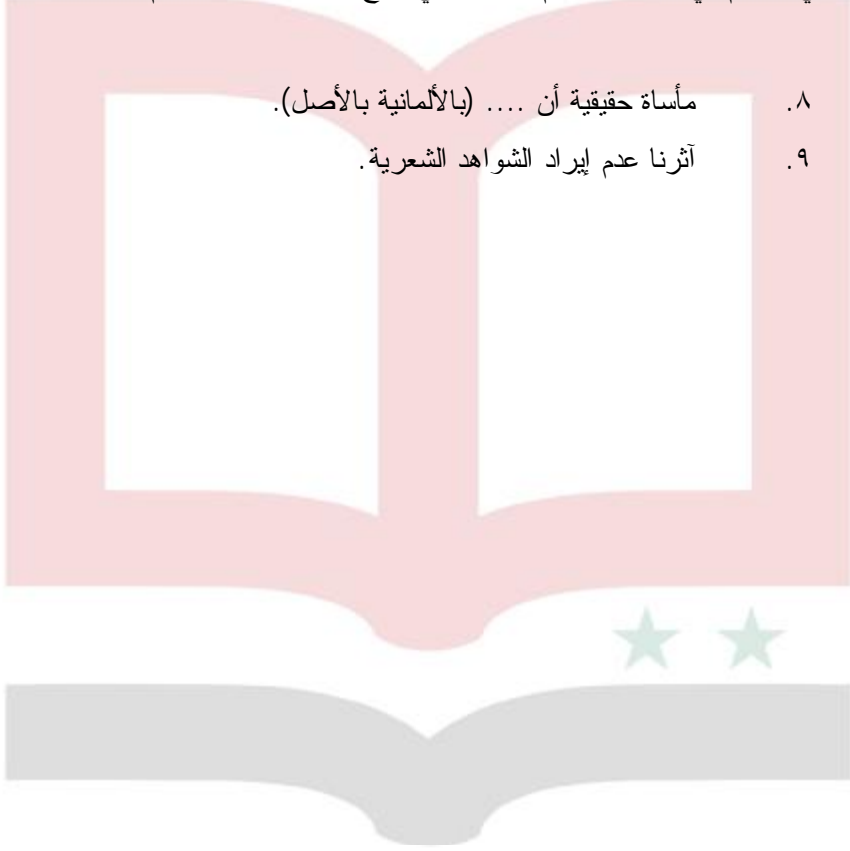 ٨. مأساة حقيقية أن .... (بالألمانية بالأصل).
٩. آثرنا عدم إيراد الشواهد الشعرية.